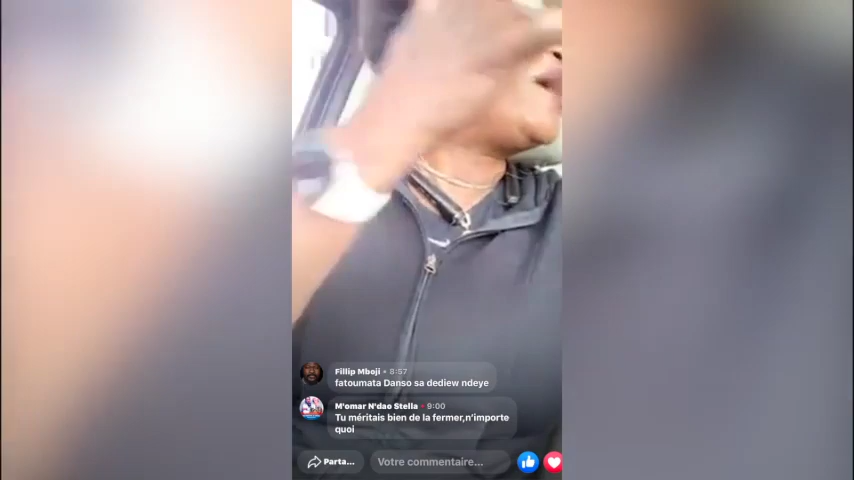 Fillip Mboji • 8:57
fatoumata Danso sa dediew ndeye
M'omar N'dao Stella • 9:00
Tu méritais bien de la fermer,n'importe
quoi
Parta...
Votre commentaire...